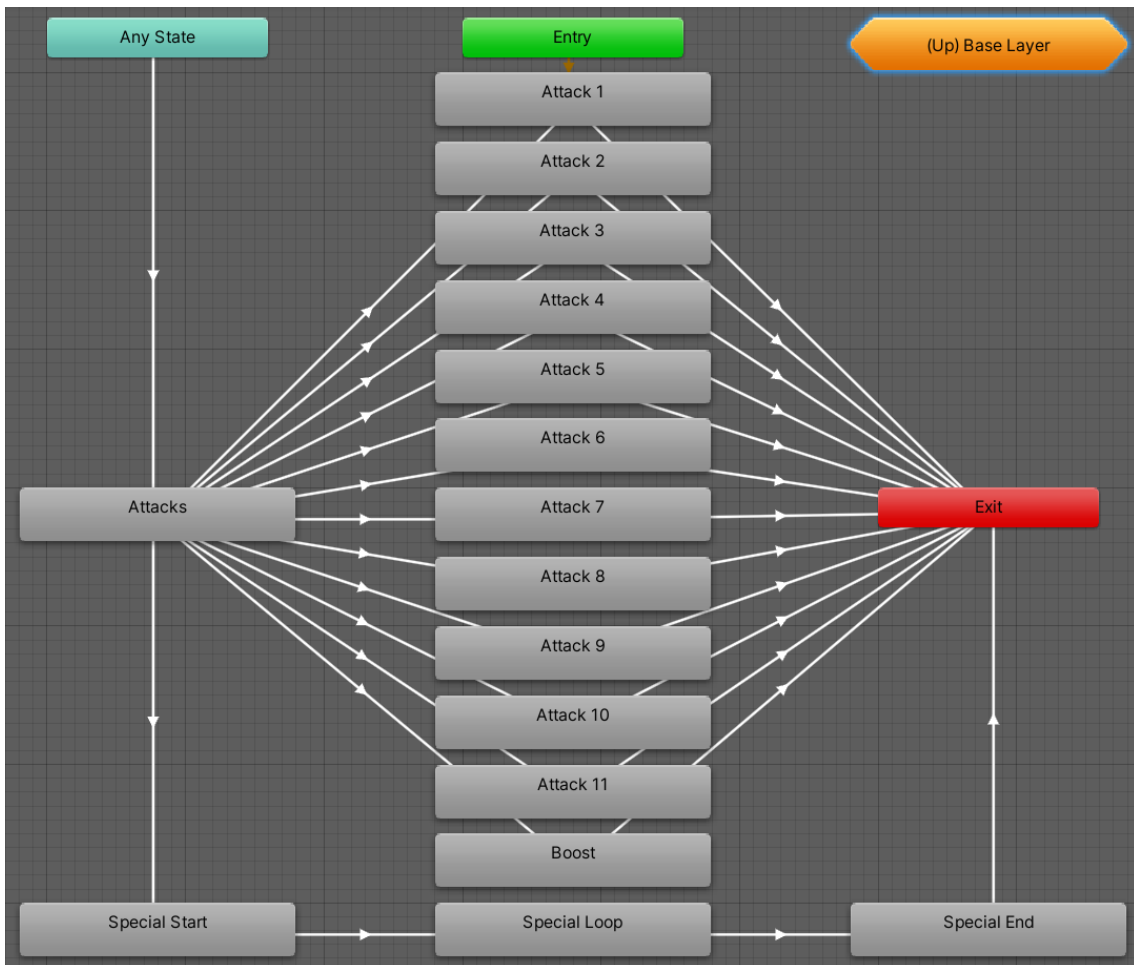 Any State
Entry
(Up) Base Layer
Attack 1
Attack 2
Attack 3
Attack 4
Attack 5
Attack 6
Attacks
Attack 7
Exit
Attack 8
Attack 9
Attack 10
Attack 11
Boost
Special Start
Special Loop
Special End